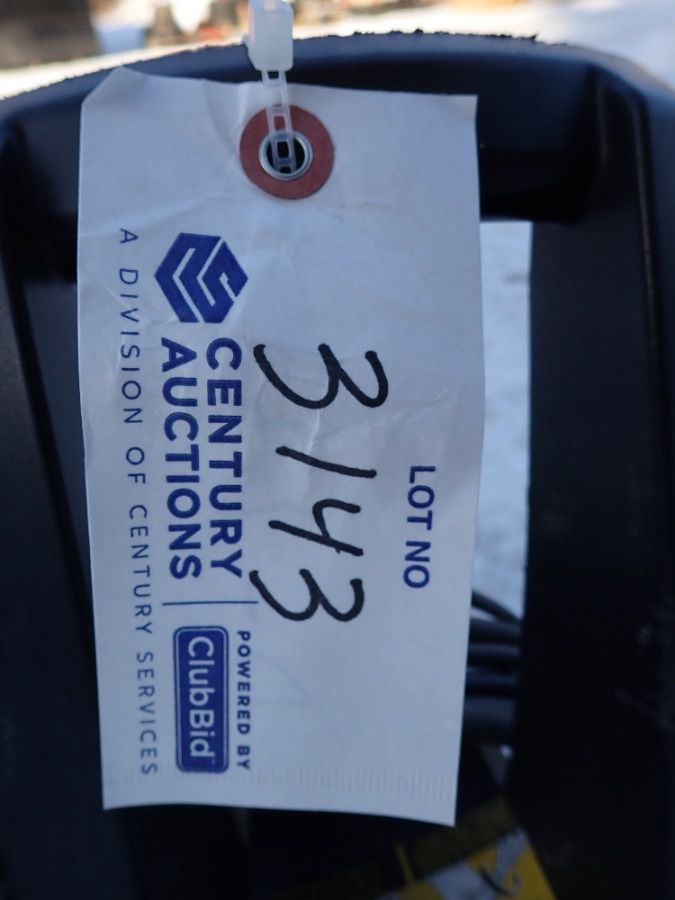 LOT NO
3143
CENTURY
AUCTIONS
POWERED BY
ClubBid
A DIVISION OF CENTURY SERVICES